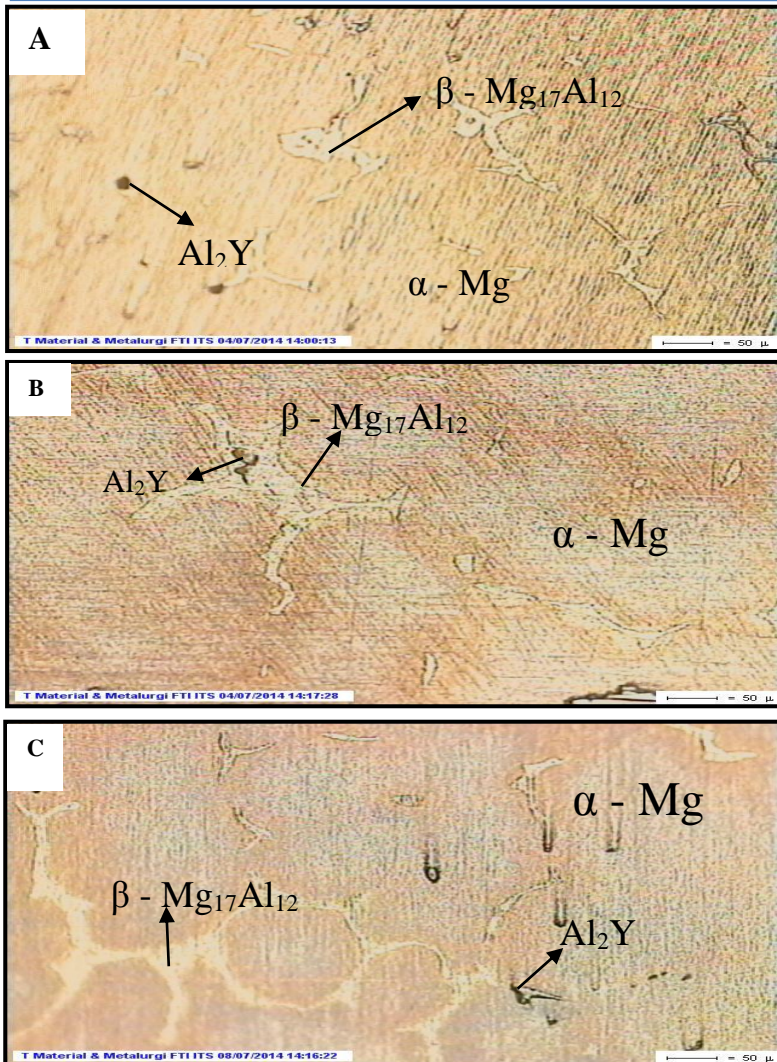 A
β - Mg₁₇Al₁₂
Al₂Y
α - Mg
T Material & Metalurgi FTI ITS 04/07/2014 14:00:13
= 50 µ
B
β - Mg₁₇Al₁₂
Al₂Y
α - Mg
T Material & Metalurgi FTI ITS 04/07/2014 14:17:28
= 50 µ
C
α - Mg
β - Mg₁₇Al₁₂
Al₂Y
T Material & Metalurgi FTI ITS 08/07/2014 14:16:22
= 50 µ